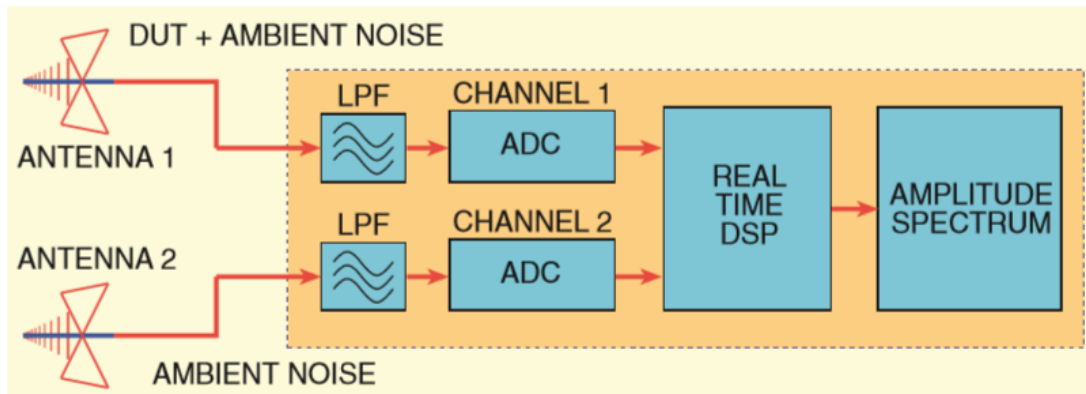 DUT + AMBIENT NOISE
ANTENNA 1
LPF
CHANNEL 1
ADC
ANTENNA 2
LPF
CHANNEL 2
ADC
AMBIENT NOISE
REAL
TIME
DSP
AMPLITUDE
SPECTRUM